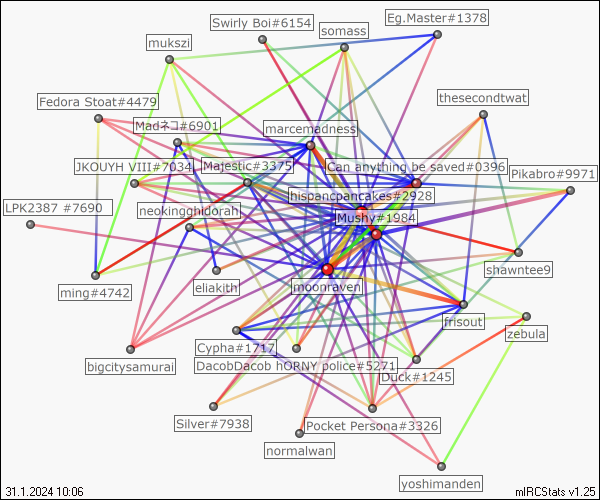 Eg.Master#1378
Swirly Boi#6154
somass
mukszi
Fedora Stoat#4479
thesecondtwat
Madネコ#6901
marcemadness
JKOUYH VIII#7034
Majestic#3375
Can anything be saved#0396
Pikabro#9971
hispancpancakes#2928
LPK2387 #7690
neokingghidorah
Mushy#1984
shawntee9
ming#4742
eliakith
moonraven
frisout
zebula
Cypha#1717
bigcitysamurai
DacobDacob hORNY police#5271
Duck#1245
Silver#7938
Pocket Persona#3326
normalwan
yoshimanden
31.1.2024 10:06
mIRCStats v1.25